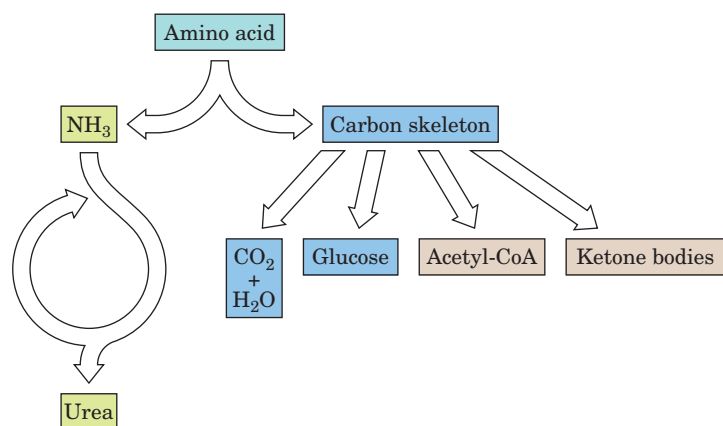 Amino acid
NH₃
Carbon skeleton
CO₂
+
H₂O
Glucose
Acetyl-CoA
Ketone bodies
Urea